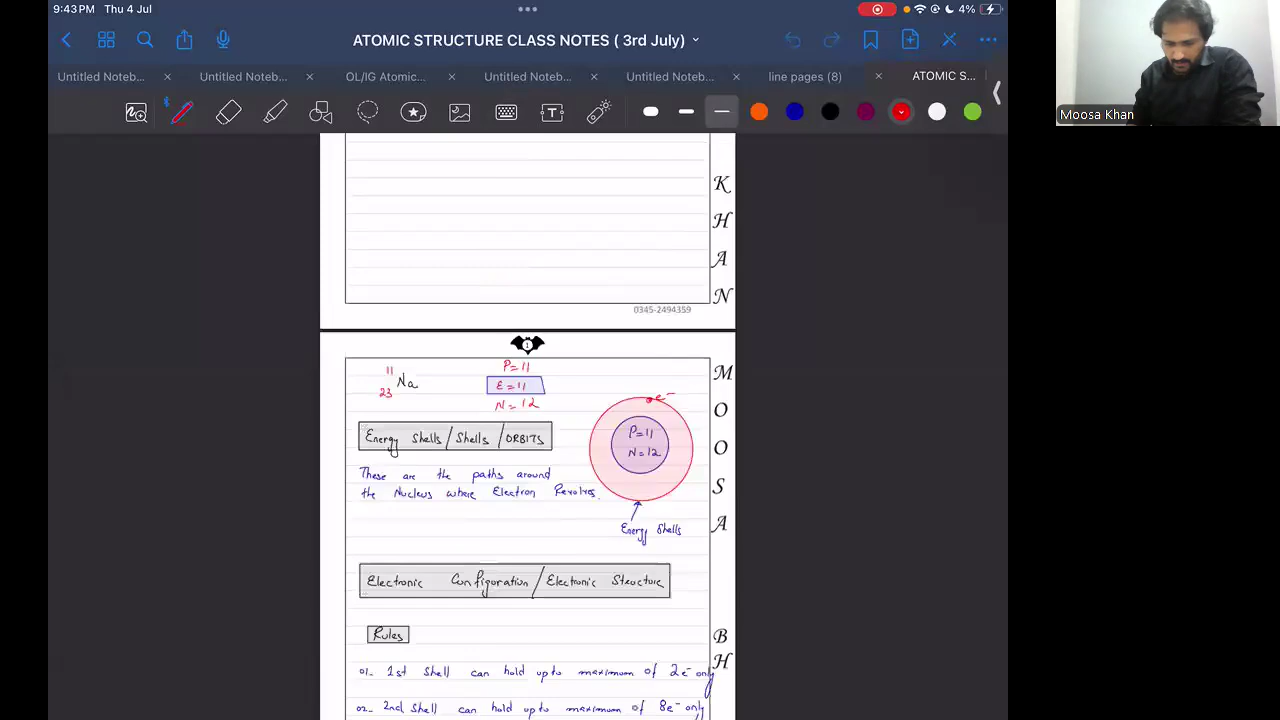 9:43 PM Thu 4 Jul
4%
ATOMIC STRUCTURE CLASS NOTES ( 3rd July)
Untitled Noteb...
Untitled Noteb...
OL/IG Atomic...
Untitled Noteb...
Untitled Noteb...
line pages (8)
ATOMIC S...
Moosa Khan
K
H
A
N
0345-2494359
1
11
23 Na
P=11
E=11
N=12
e-
P=11
N=12
Energy Shells/Shells/ORBITS
These are the paths around
the Nucleus where Electron Revolves.
Energy Shells
Electronic Configuration/Electronic Structure
Rules
01- 1st Shell can hold upto maximum of 2e- only
02- 2nd Shell can hold upto maximum of 8e- only
M
O
O
S
A
B
H